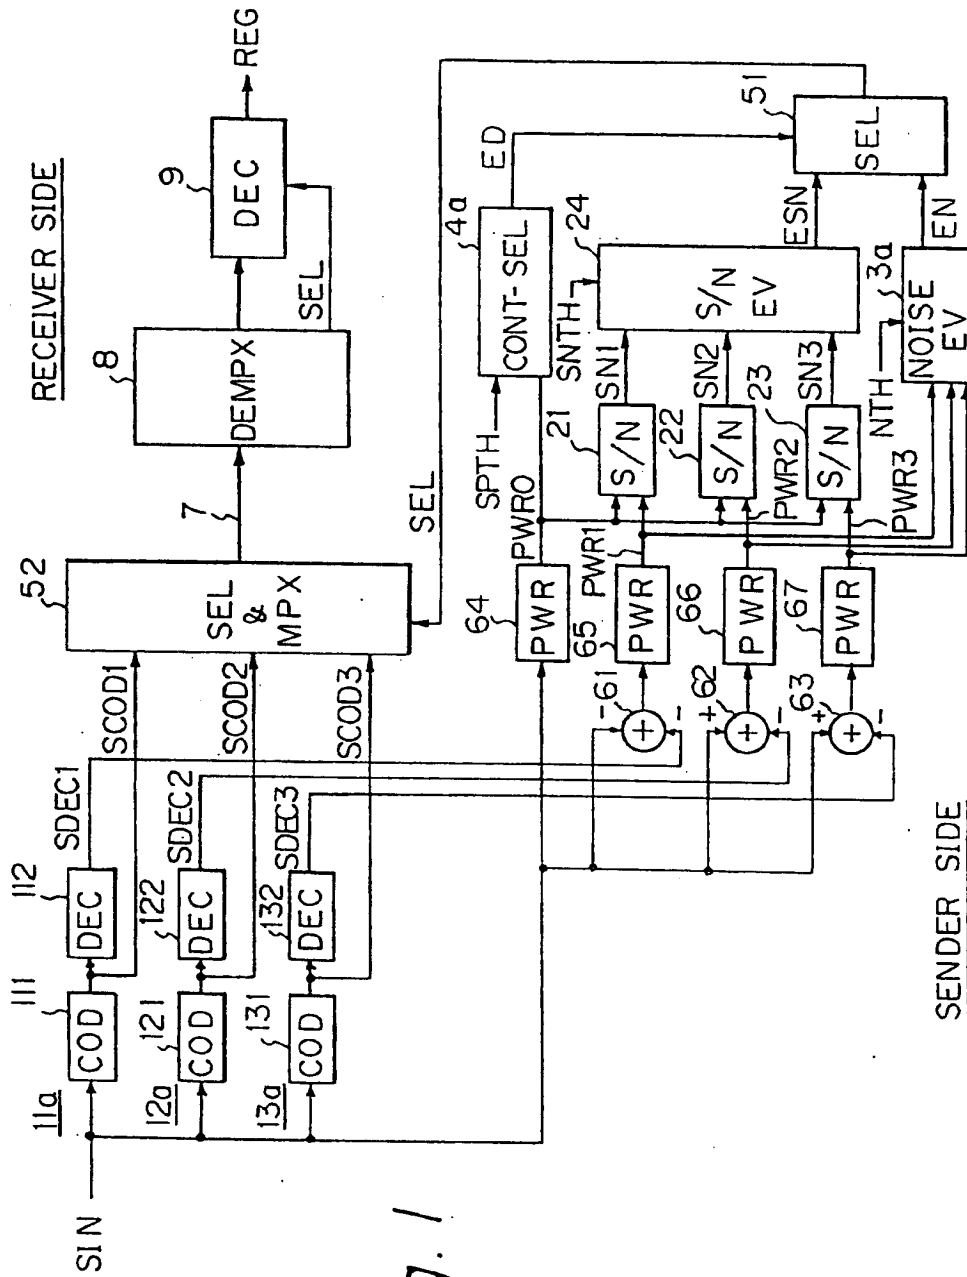 RECEIVER SIDE
REG
9
DEC
SEL
8
DEMPX
7
52
SEL
&
MPX
SEL
SCOD1
SCOD2
SCOD3
SDEC1
SDEC2
SDEC3
112
DEC
122
DEC
132
DEC
111
COD
121
COD
131
COD
11a
12a
13a
SIN
64
PWR
PWR0
65
PWR
PWR1
66
PWR
PWR2
67
PWR
PWR3
-
61
+
-
+
62
+
-
+
63
+
-
SPTH
4a
CONT-SEL
ED
21
S/N
SN1
22
S/N
SN2
23
S/N
SN3
SNTH
24
S/N
EV
ESN
NTH
3a
NOISE
EV
EN
51
SEL
SENDER SIDE
. 1